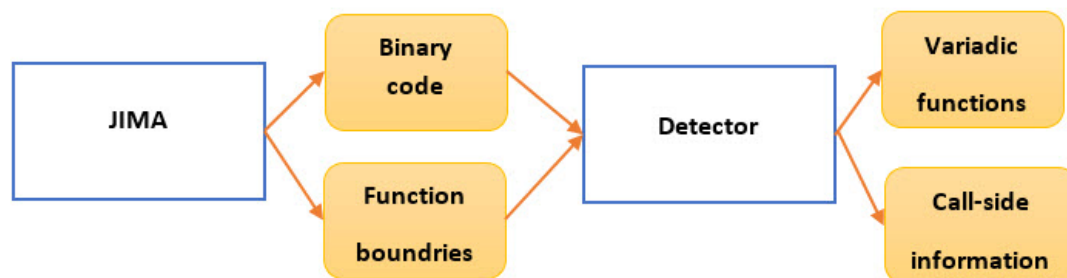 JIMA
Binary
code
Function
boundries
Detector
Variadic
functions
Call-side
information